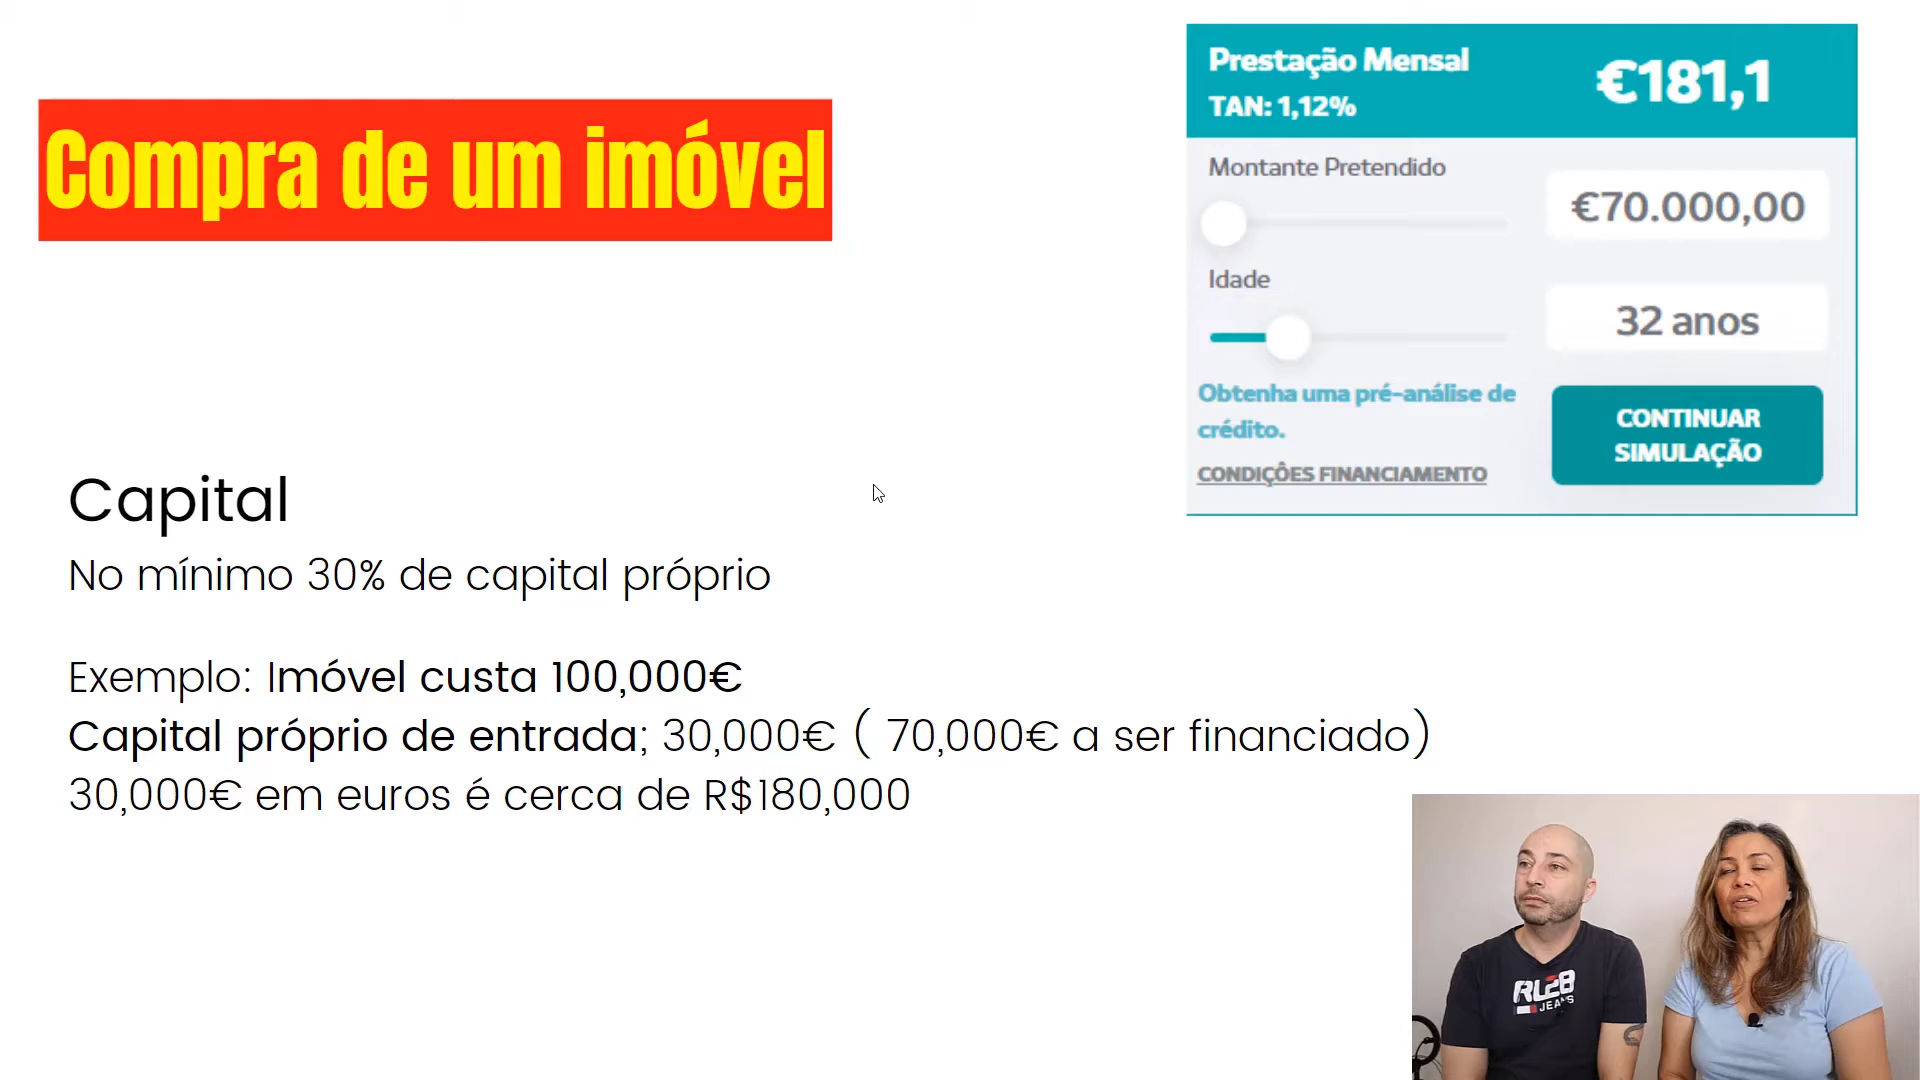 Compra de um imóvel
Prestação Mensal
€181,1
TAN: 1,12%
Montante Pretendido
€70.000,00
Idade
32 anos
Obtenha uma pré-análise de
crédito.
CONTINUAR
SIMULAÇÃO
CONDIÇÕES FINANCIAMENTO
Capital
No mínimo 30% de capital próprio
Exemplo: Imóvel custa 100,000€
Capital próprio de entrada; 30,000€ ( 70,000€ a ser financiado)
30,000€ em euros é cerca de R$180,000
RL28
JEANS